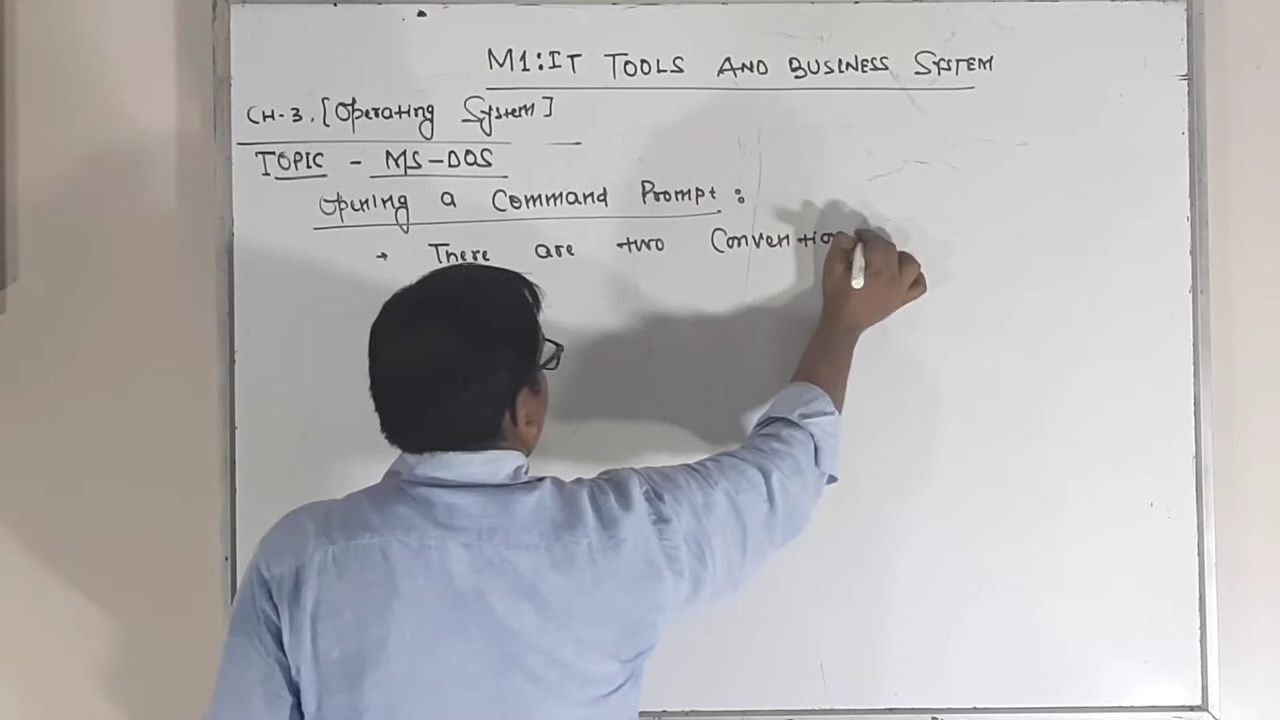 M1:IT TOOLS AND BUSINESS SYSTEM
CH-3. [Operating System]
TOPIC - MS-DOS
Opening a Command Prompt :
→ There are two Convention